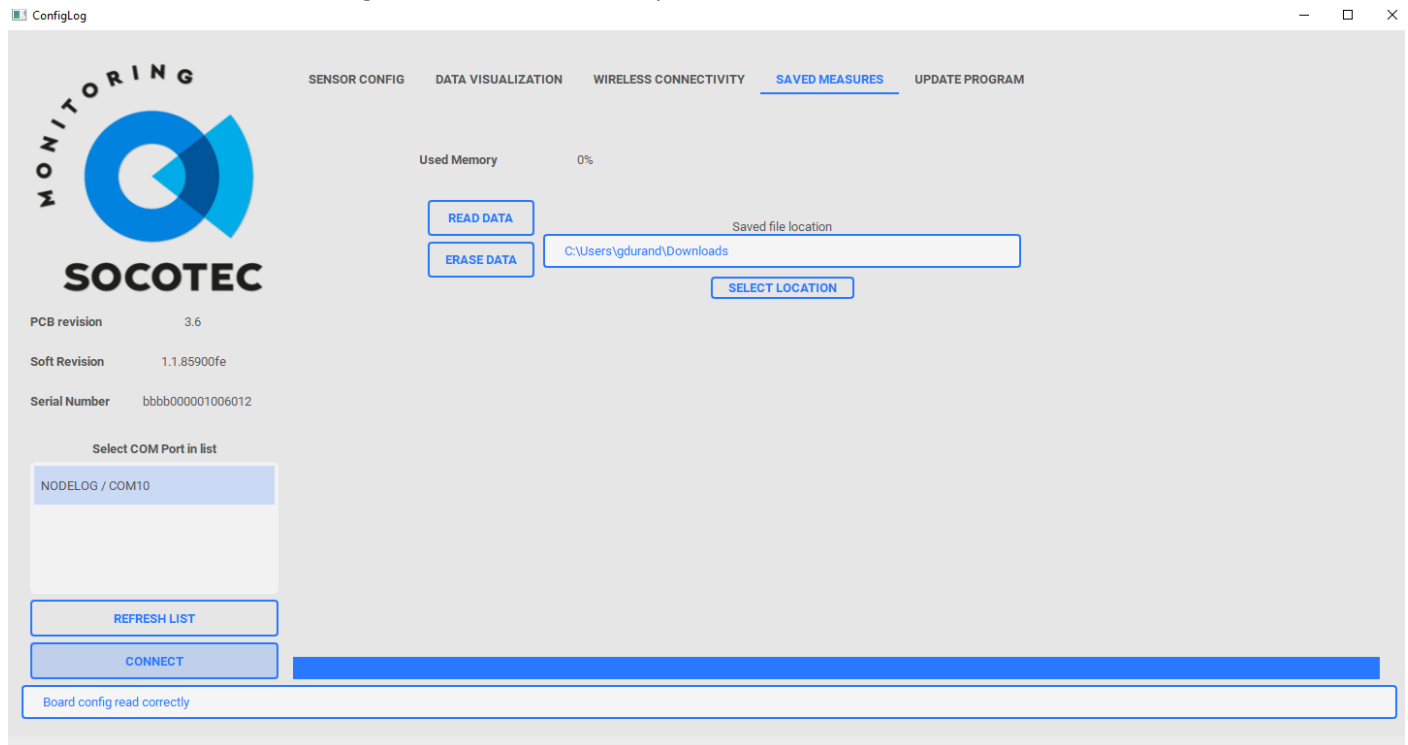 ConfigLog
MONITORING
SOCOTEC
SENSOR CONFIG DATA VISUALIZATION WIRELESS CONNECTIVITY SAVED MEASURES UPDATE PROGRAM
Used Memory 0%
READ DATA
ERASE DATA
Saved file location
C:\Users\gdurand\Downloads
SELECT LOCATION
PCB revision 3.6
Soft Revision 1.1.85900fe
Serial Number bbbb000001006012
Select COM Port in list
NODELOG / COM10
REFRESH LIST
CONNECT
Board config read correctly